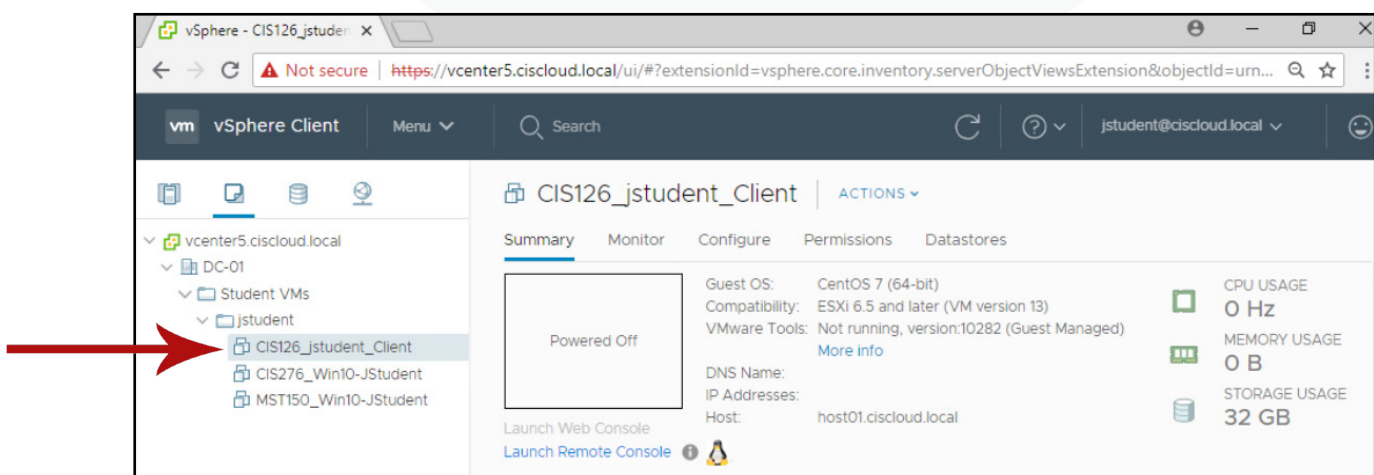 vSphere - CIS126_jstuden
Not secure | https://vcenter5.ciscloud.local/ui/#?extensionId=vsphere.core.inventory.serverObjectViewsExtension&objectId=urn...
vm vSphere Client Menu Search jstudent@ciscloud.local
CIS126_jstudent_Client ACTIONS
Summary Monitor Configure Permissions Datastores
vcenter5.ciscloud.local
DC-01
Student VMs
jstudent
CIS126_jstudent_Client
CIS276_Win10-JStudent
MST150_Win10-JStudent
Powered Off
Launch Web Console
Launch Remote Console
Guest OS: CentOS 7 (64-bit)
Compatibility: ESXi 6.5 and later (VM version 13)
VMware Tools: Not running, version:10282 (Guest Managed)
More info
DNS Name:
IP Addresses:
Host: host01.ciscloud.local
CPU USAGE
0 Hz
MEMORY USAGE
0 B
STORAGE USAGE
32 GB